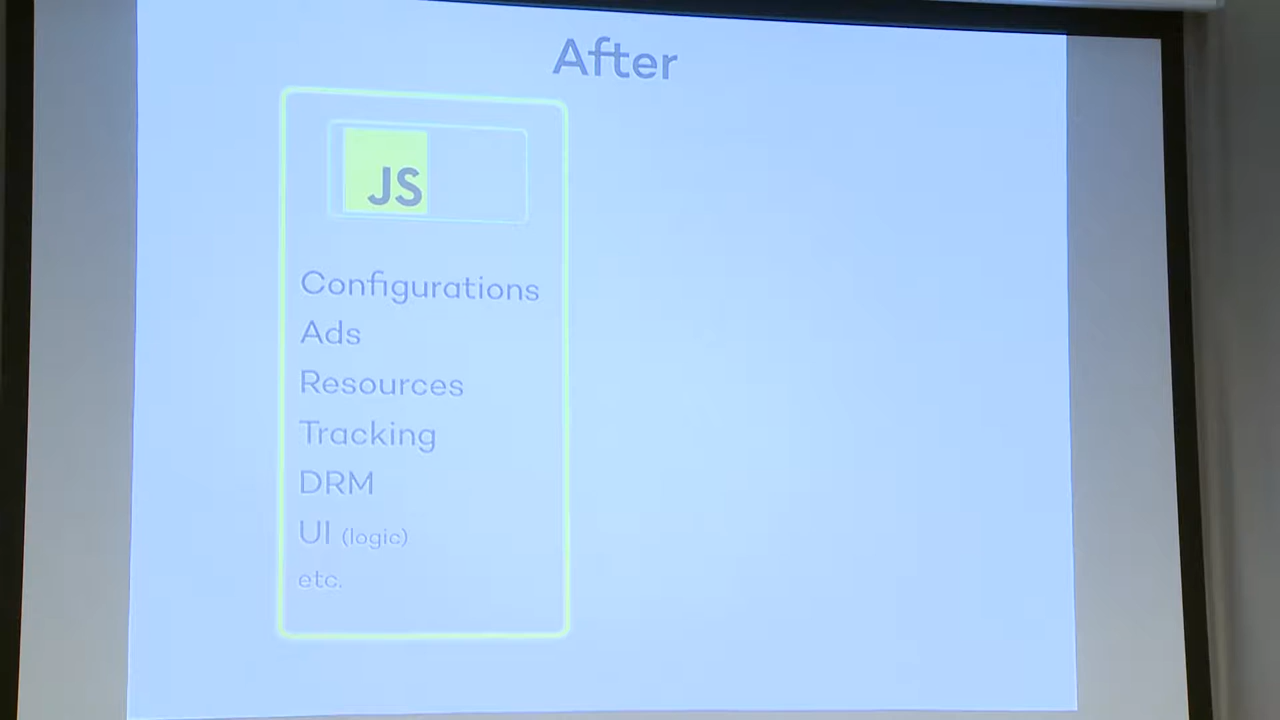 After
JS
Configurations
Ads
Resources
Tracking
DRM
UI (logic)
etc.